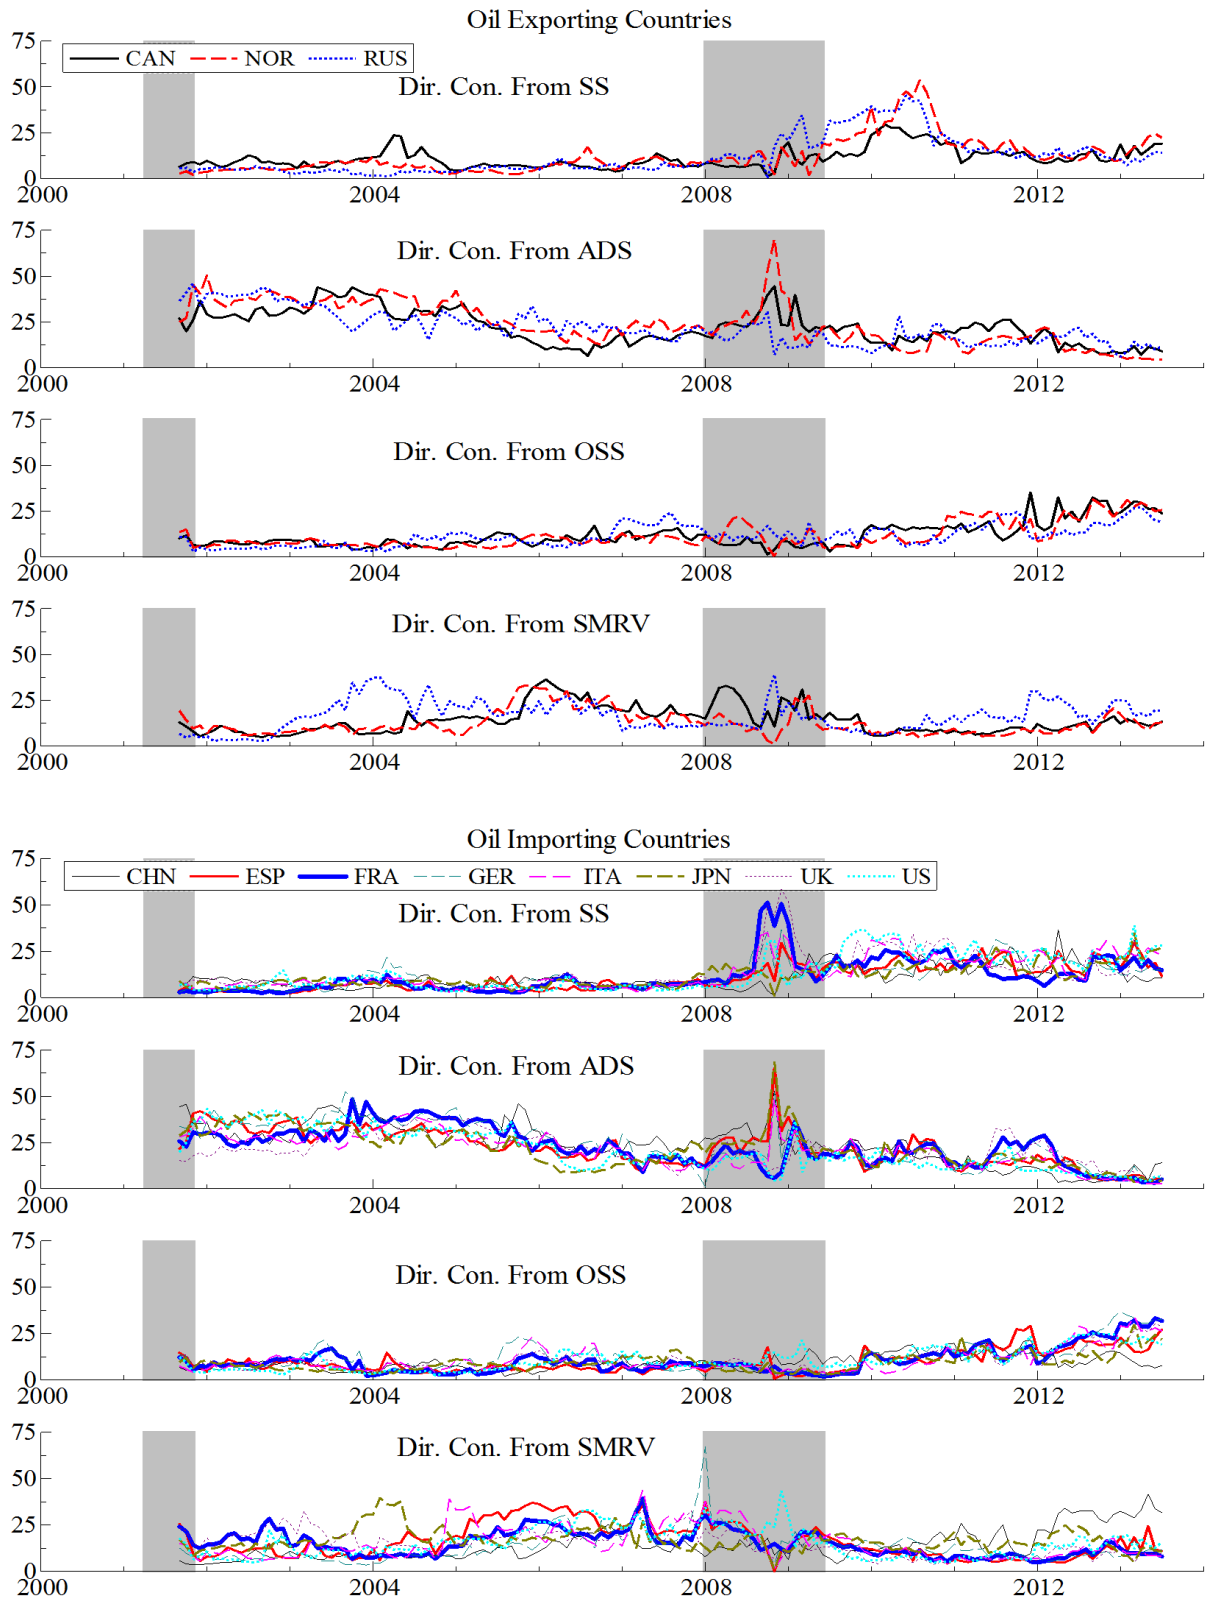 Oil Exporting Countries
75
CAN NOR RUS
Dir. Con. From SS
50
25
0
2000 2004 2008 2012
75
Dir. Con. From ADS
50
25
0
2000 2004 2008 2012
75
Dir. Con. From OSS
50
25
0
2000 2004 2008 2012
75
Dir. Con. From SMRV
50
25
0
2000 2004 2008 2012
Oil Importing Countries
75
CHN ESP FRA GER ITA JPN UK US
Dir. Con. From SS
50
25
0
2000 2004 2008 2012
75
Dir. Con. From ADS
50
25
0
2000 2004 2008 2012
75
Dir. Con. From OSS
50
25
0
2000 2004 2008 2012
75
Dir. Con. From SMRV
50
25
0
2000 2004 2008 2012